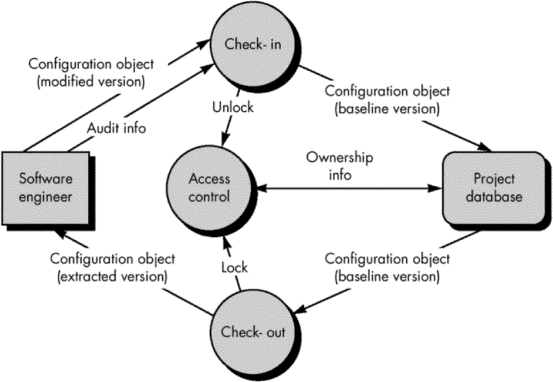 Check- in
Configuration object
(modified version)
Configuration object
(baseline version)
Audit info
Unlock
Software
engineer
Access
control
Ownership
info
Project
database
Configuration object
(extracted version)
Lock
Configuration object
(baseline version)
Check- out